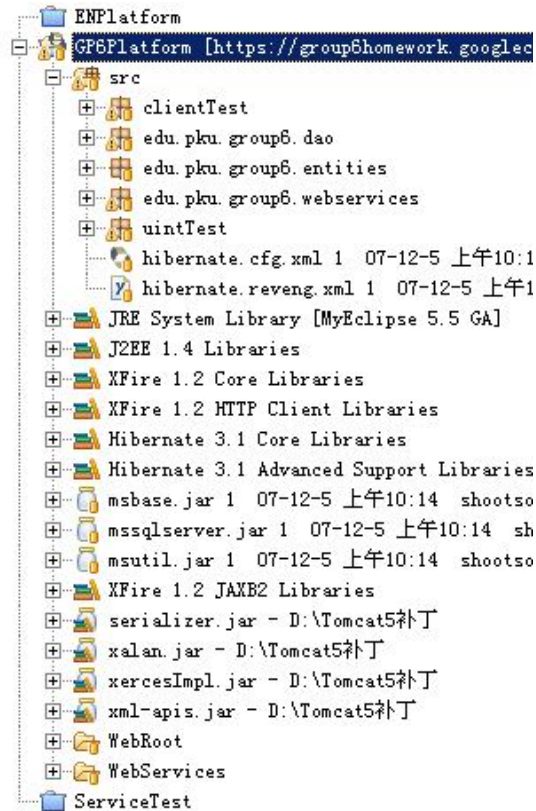 ENPlatform
GP6Platform [https://group6homework.googlec
src
clientTest
edu.pku.group6.dao
edu.pku.group6.entities
edu.pku.group6.webservices
uintTest
hibernate.cfg.xml 1 07-12-5 上午10:1
hibernate.reveng.xml 1 07-12-5 上午1
JRE System Library [MyEclipse 5.5 GA]
J2EE 1.4 Libraries
XFire 1.2 Core Libraries
XFire 1.2 HTTP Client Libraries
Hibernate 3.1 Core Libraries
Hibernate 3.1 Advanced Support Libraries
msbase.jar 1 07-12-5 上午10:14 shootso
mssqlserver.jar 1 07-12-5 上午10:14 sh
msutil.jar 1 07-12-5 上午10:14 shootso
XFire 1.2 JAXB2 Libraries
serializer.jar - D:\Tomcat5补丁
xalan.jar - D:\Tomcat5补丁
xercesImpl.jar - D:\Tomcat5补丁
xml-apis.jar - D:\Tomcat5补丁
WebRoot
WebServices
ServiceTest